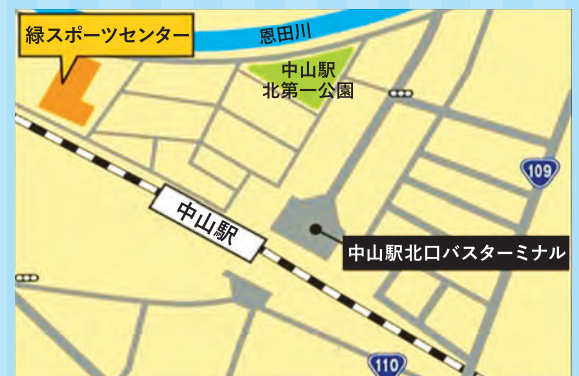 緑スポーツセンター
恩田川
中山駅
北第一公園
109
中山駅
中山駅北口バスターミナル
110